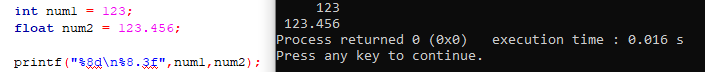 int num1 = 123;
float num2 = 123.456;
printf("%8d\n%8.3f",num1,num2);
     123
 123.456
Process returned 0 (0x0)   execution time : 0.016 s
Press any key to continue.